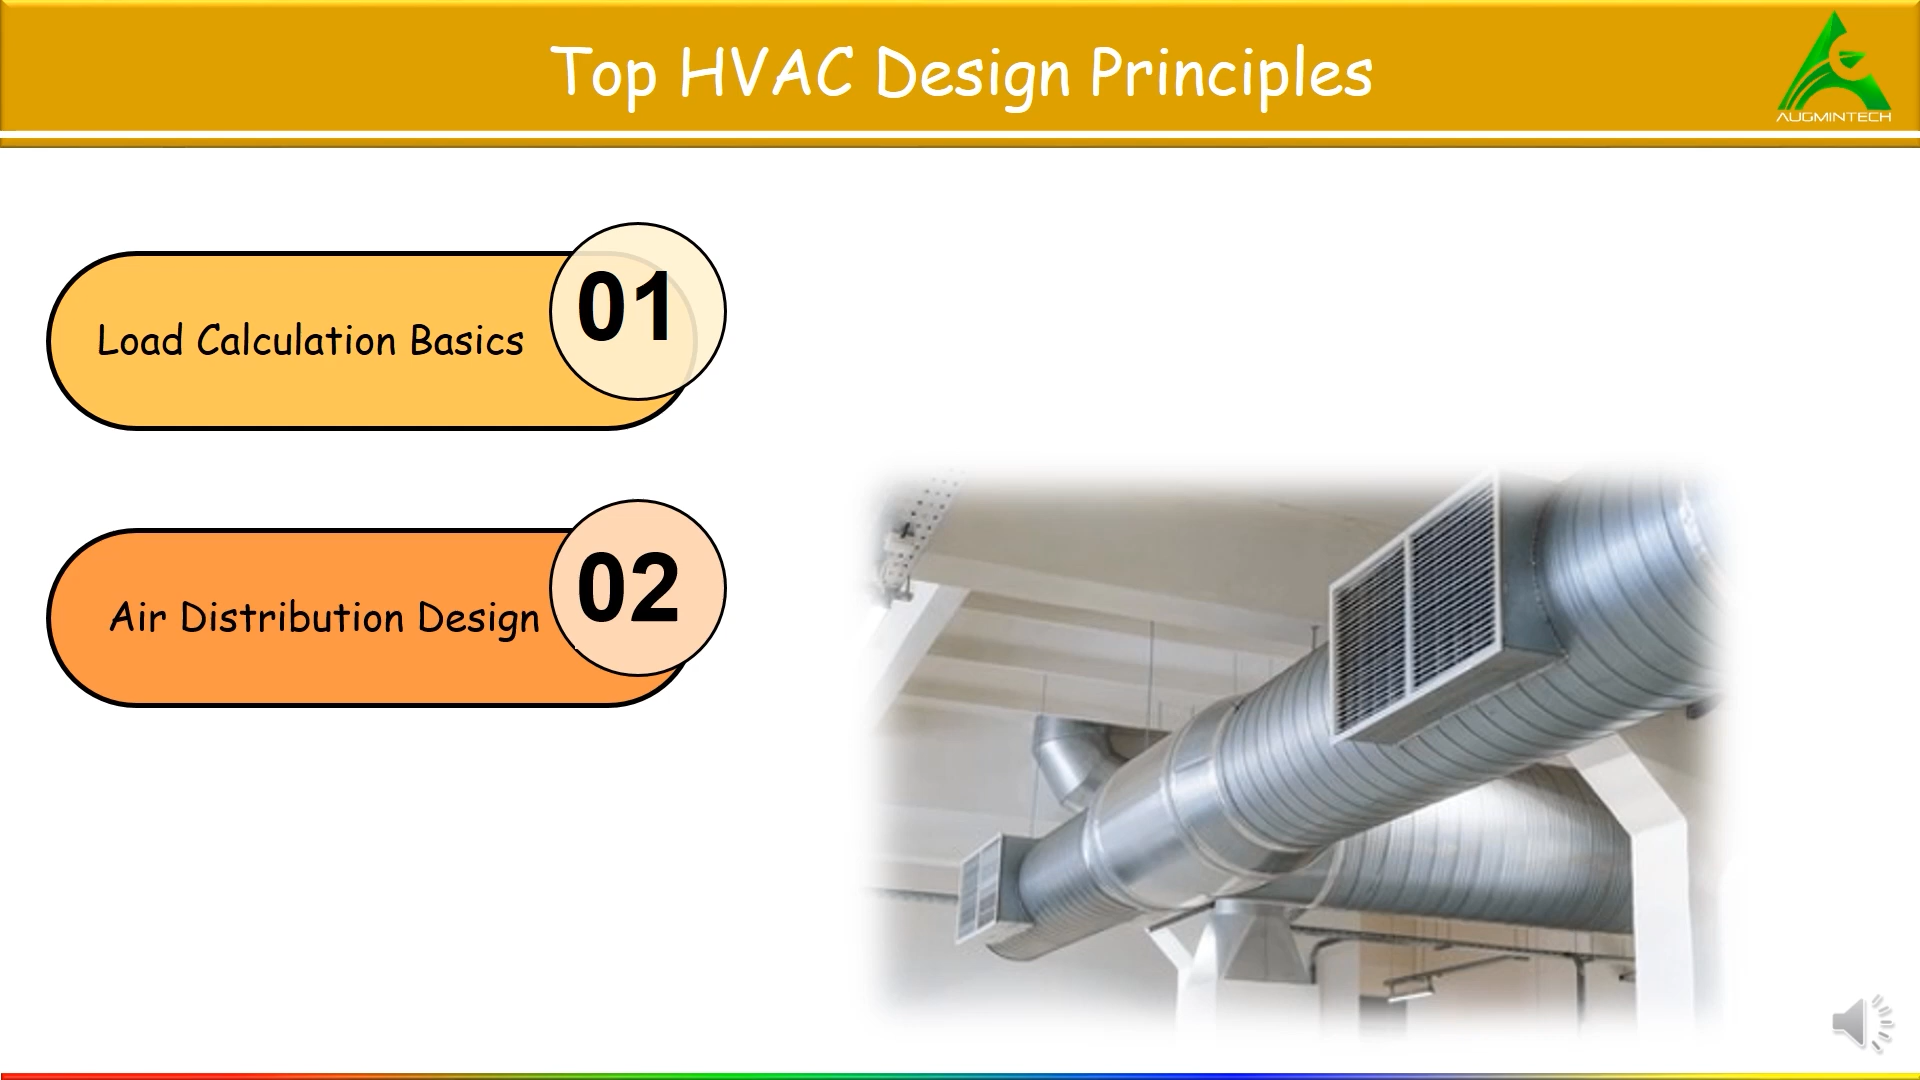 Top HVAC Design Principles
AUGMINTECH
01
Load Calculation Basics
02
Air Distribution Design